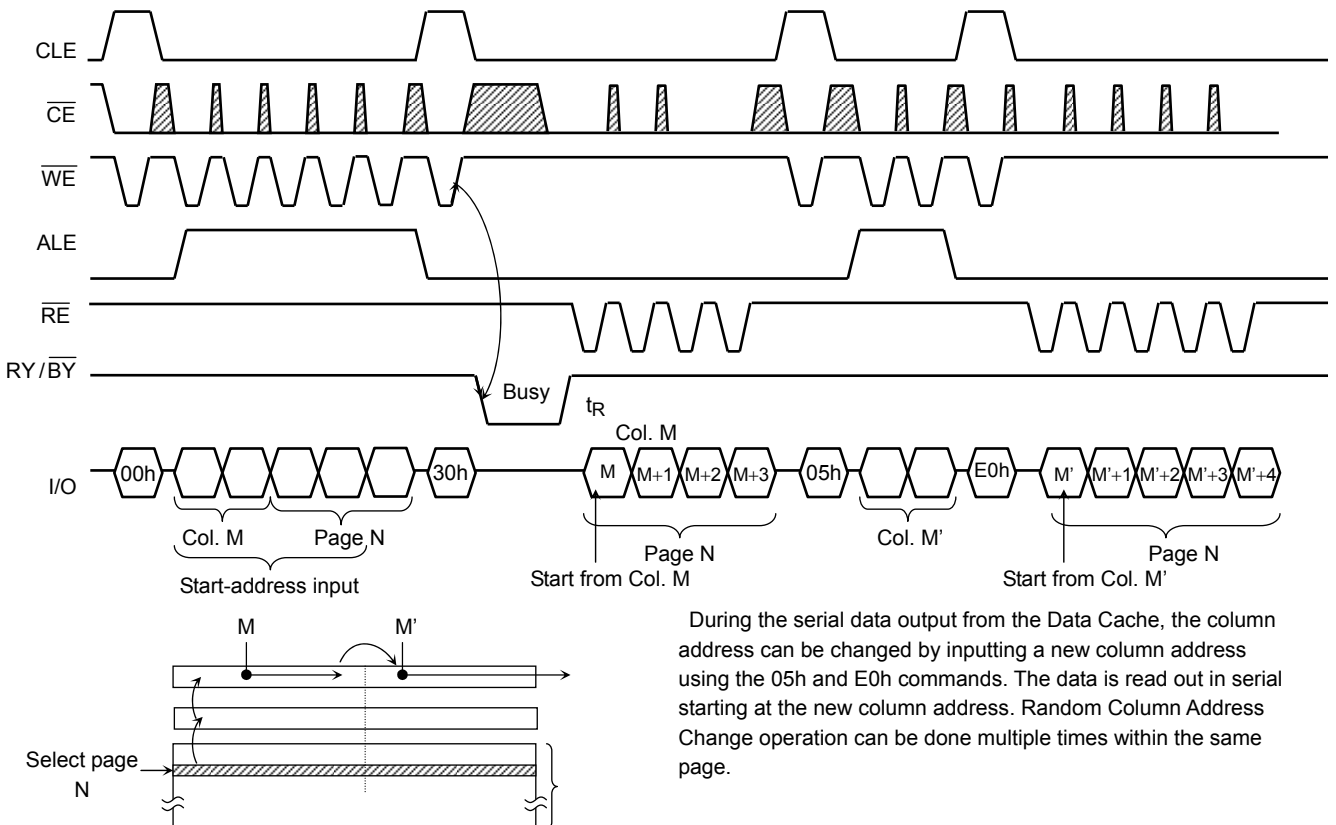 CLE
CE
WE
ALE
RE
RY/BY
Busy
tR
Col. M
I/O
00h
30h
M
M+1
M+2
M+3
05h
E0h
M'
M'+1
M'+2
M'+3
M'+4
Col. M
Page N
Page N
Col. M’
Page N
Start-address input
Start from Col. M
Start from Col. M’
M
M’
Select page
N
During the serial data output from the Data Cache, the column
address can be changed by inputting a new column address
using the 05h and E0h commands. The data is read out in serial
starting at the new column address. Random Column Address
Change operation can be done multiple times within the same
page.